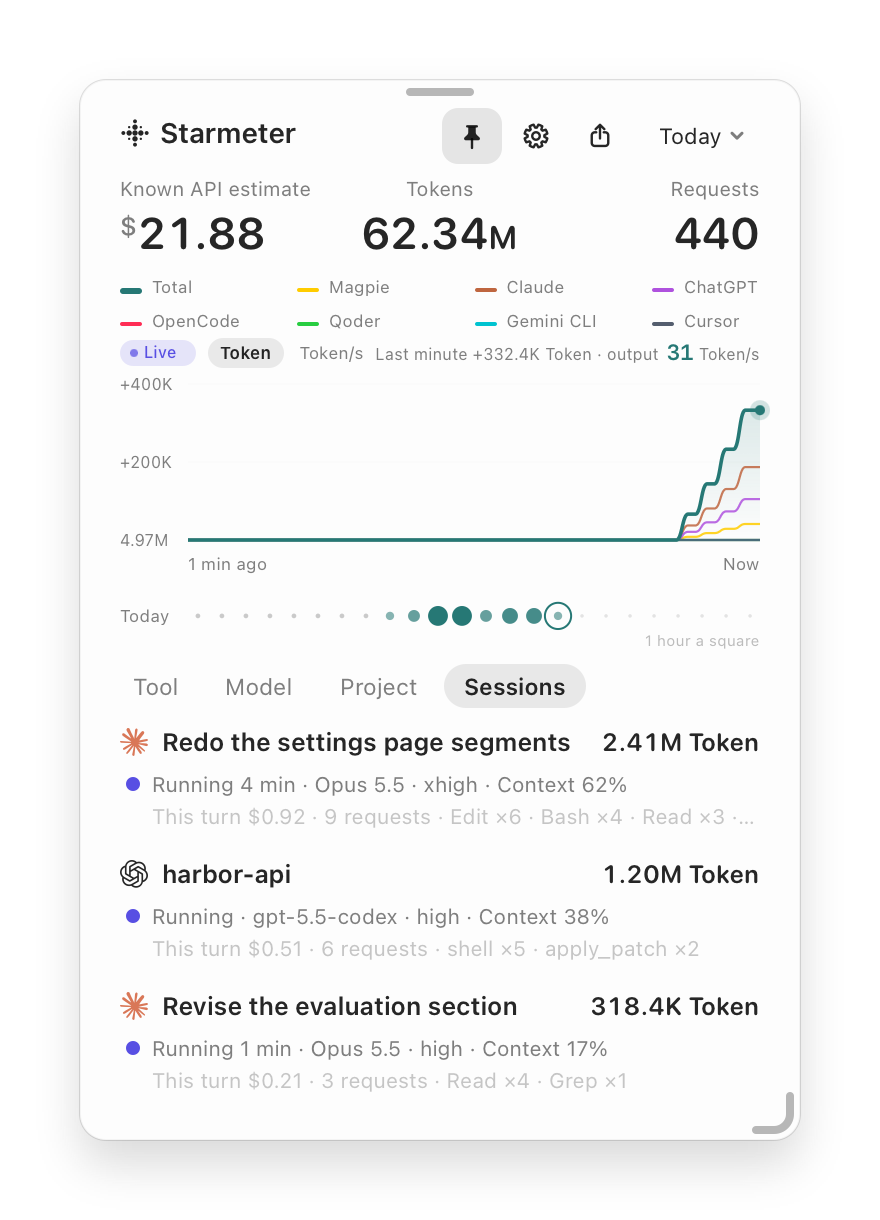 Starmeter
Today
Known API estimate Tokens Requests
$21.88 62.34M 440
Total Magpie Claude ChatGPT
OpenCode Qoder Gemini CLI Cursor
Live Token Token/s Last minute +332.4K Token · output 31 Token/s
+400K
+200K
4.97M
1 min ago Now
Today
1 hour a square
Tool Model Project Sessions
Redo the settings page segments 2.41M Token
Running 4 min · Opus 5.5 · xhigh · Context 62%
This turn $0.92 · 9 requests · Edit ×6 · Bash ×4 · Read ×3 ·...
harbor-api 1.20M Token
Running · gpt-5.5-codex · high · Context 38%
This turn $0.51 · 6 requests · shell ×5 · apply_patch ×2
Revise the evaluation section 318.4K Token
Running 1 min · Opus 5.5 · high · Context 17%
This turn $0.21 · 3 requests · Read ×4 · Grep ×1